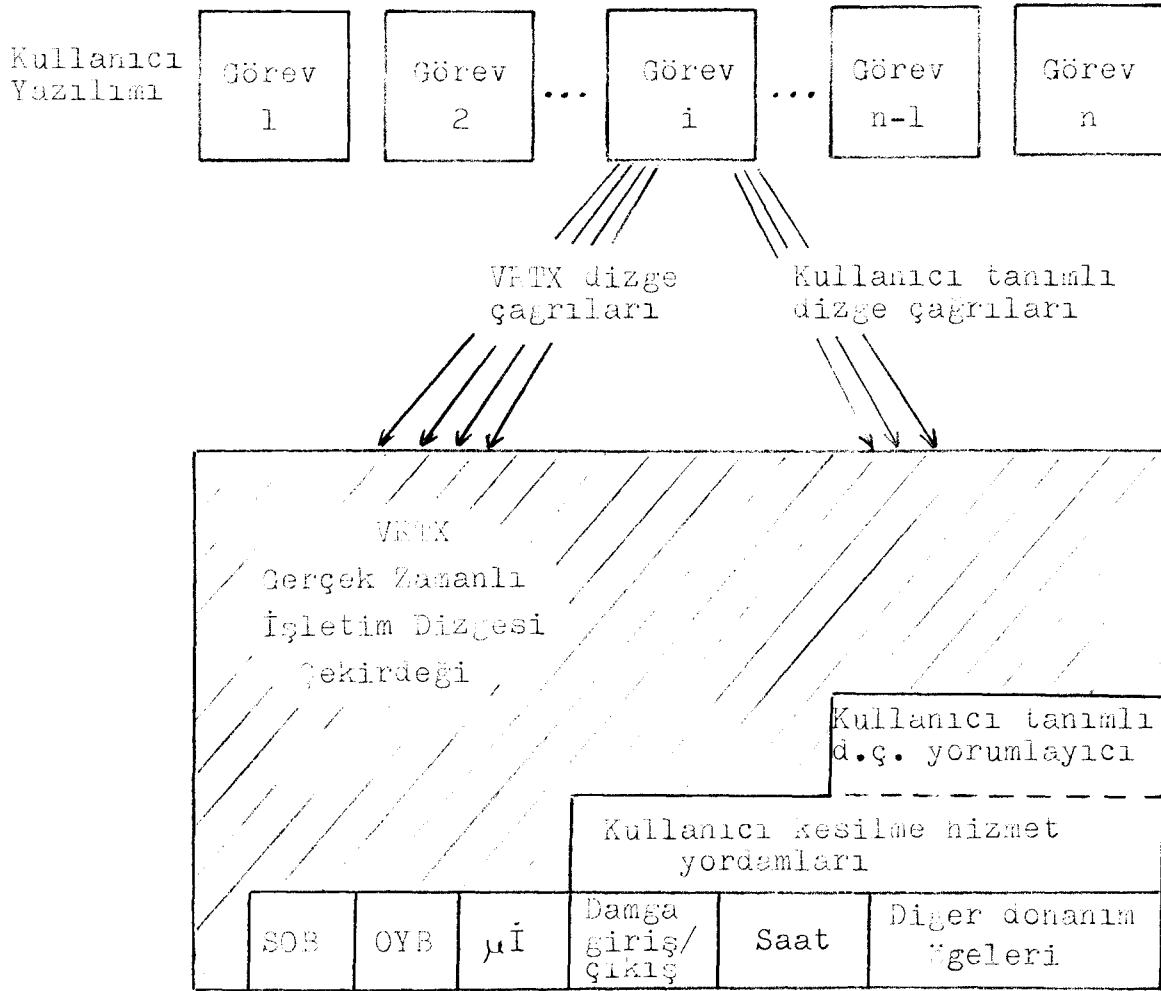 Kullanıcı
Yazılımı
Görev
1
Görev
2
...
Görev
i
...
Görev
n-1
Görev
n
VRTX dizge
çagrıları
Kullanıcı tanımlı
dizge çağrıları
VRTX
Gerçek Zamanlı
İşletim Dizgesi
Çekirdeği
Kullanıcı tanımlı
d.ç. yorumlayıcı
Kullanıcı kesilme hizmet
yordamları
SOB
OYB
µİ
Damga
giriş/
çıkış
Saat
Diger donanım
ögeleri